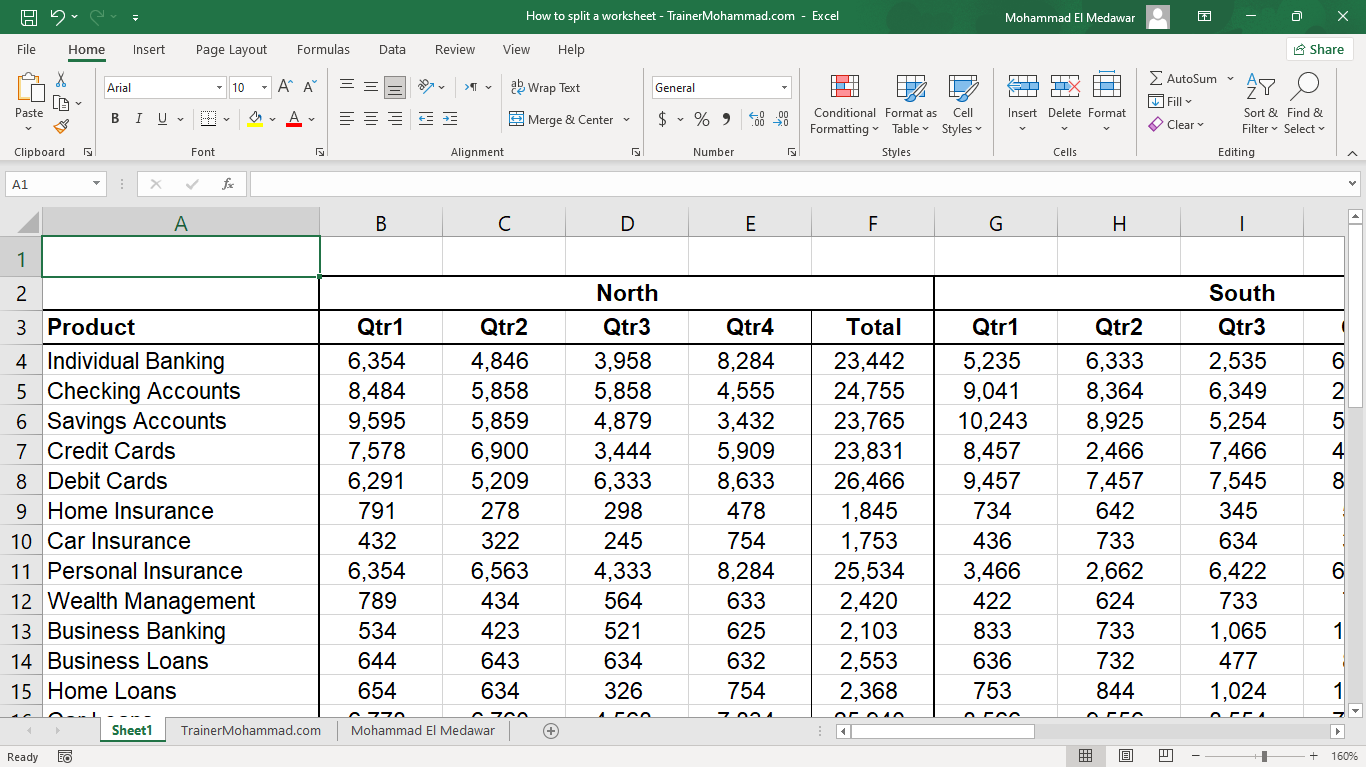 How to split a worksheet - TrainerMohammad.com - Excel
Mohammad El Medawar
File Home Insert Page Layout Formulas Data Review View Help
Share
Paste
Arial 10
B I U
Wrap Text
Merge & Center
General
$ % ,
Conditional Formatting
Format as Table
Cell Styles
Insert Delete Format
AutoSum
Fill
Clear
Sort & Filter
Find & Select
Clipboard Font Alignment Number Styles Cells Editing
A1 fx
A B C D E F G H I
1
2 North South
3 Product Qtr1 Qtr2 Qtr3 Qtr4 Total Qtr1 Qtr2 Qtr3
4 Individual Banking 6,354 4,846 3,958 8,284 23,442 5,235 6,333 2,535 6
5 Checking Accounts 8,484 5,858 5,858 4,555 24,755 9,041 8,364 6,349 2
6 Savings Accounts 9,595 5,859 4,879 3,432 23,765 10,243 8,925 5,254 5
7 Credit Cards 7,578 6,900 3,444 5,909 23,831 8,457 2,466 7,466 4
8 Debit Cards 6,291 5,209 6,333 8,633 26,466 9,457 7,457 7,545 8
9 Home Insurance 791 278 298 478 1,845 734 642 345
10 Car Insurance 432 322 245 754 1,753 436 733 634
11 Personal Insurance 6,354 6,563 4,333 8,284 25,534 3,466 2,662 6,422 6
12 Wealth Management 789 434 564 633 2,420 422 624 733
13 Business Banking 534 423 521 625 2,103 833 733 1,065 1
14 Business Loans 644 643 634 632 2,553 636 732 477
15 Home Loans 654 634 326 754 2,368 753 844 1,024 1
Sheet1 TrainerMohammad.com Mohammad El Medawar
Ready 160%